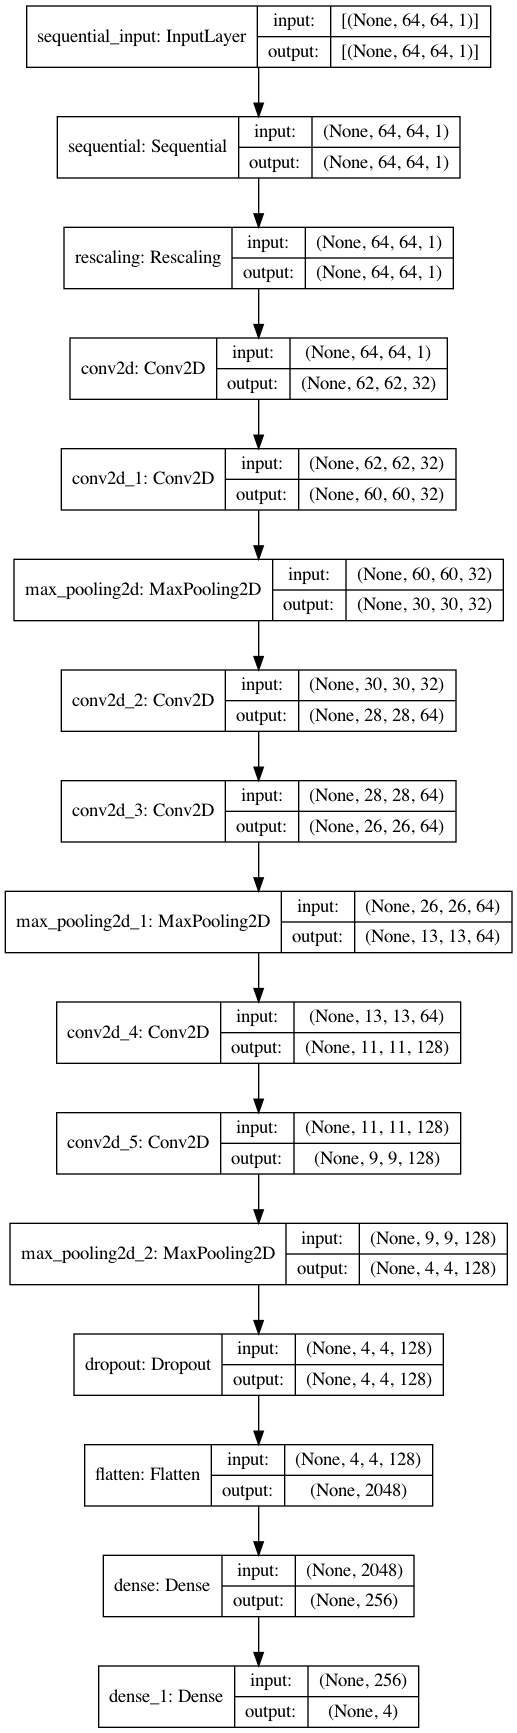 sequential_input: InputLayer
input: [(None, 64, 64, 1)]
output: [(None, 64, 64, 1)]
sequential: Sequential
input: (None, 64, 64, 1)
output: (None, 64, 64, 1)
rescaling: Rescaling
input: (None, 64, 64, 1)
output: (None, 64, 64, 1)
conv2d: Conv2D
input: (None, 64, 64, 1)
output: (None, 62, 62, 32)
conv2d_1: Conv2D
input: (None, 62, 62, 32)
output: (None, 60, 60, 32)
max_pooling2d: MaxPooling2D
input: (None, 60, 60, 32)
output: (None, 30, 30, 32)
conv2d_2: Conv2D
input: (None, 30, 30, 32)
output: (None, 28, 28, 64)
conv2d_3: Conv2D
input: (None, 28, 28, 64)
output: (None, 26, 26, 64)
max_pooling2d_1: MaxPooling2D
input: (None, 26, 26, 64)
output: (None, 13, 13, 64)
conv2d_4: Conv2D
input: (None, 13, 13, 64)
output: (None, 11, 11, 128)
conv2d_5: Conv2D
input: (None, 11, 11, 128)
output: (None, 9, 9, 128)
max_pooling2d_2: MaxPooling2D
input: (None, 9, 9, 128)
output: (None, 4, 4, 128)
dropout: Dropout
input: (None, 4, 4, 128)
output: (None, 4, 4, 128)
flatten: Flatten
input: (None, 4, 4, 128)
output: (None, 2048)
dense: Dense
input: (None, 2048)
output: (None, 256)
dense_1: Dense
input: (None, 256)
output: (None, 4)